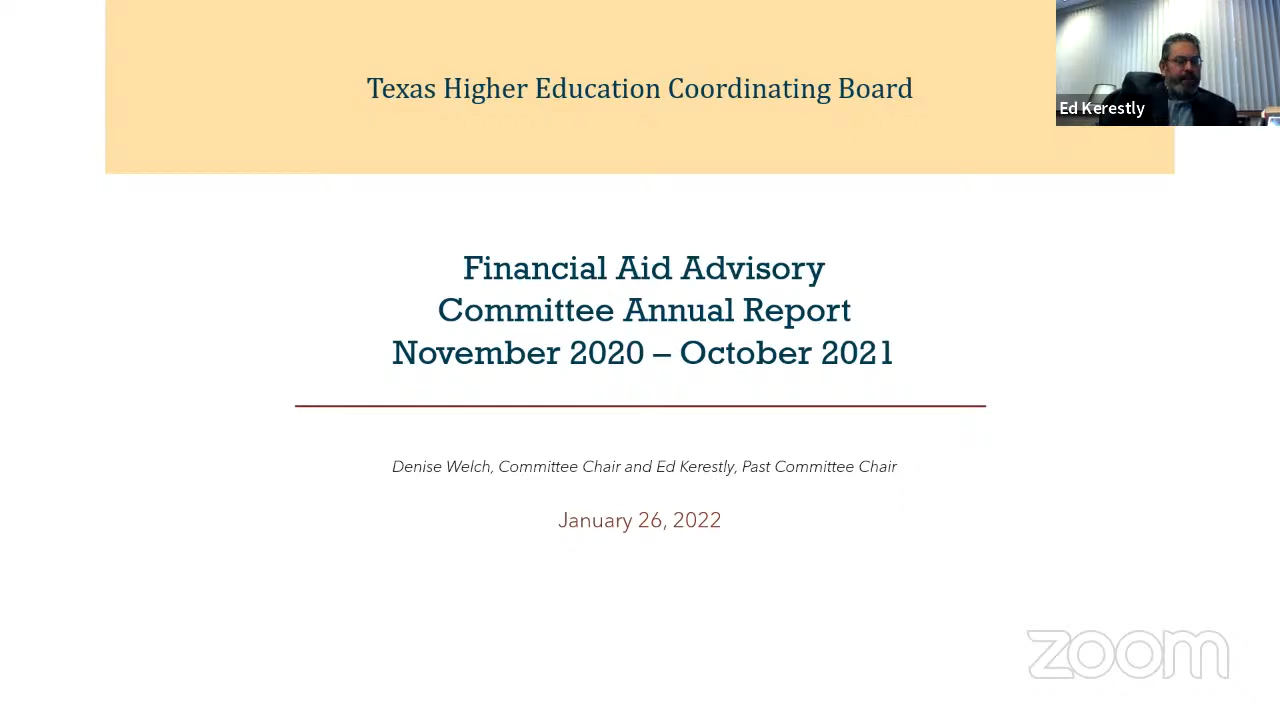 Texas Higher Education Coordinating Board
Ed Kerestly
Financial Aid Advisory
Committee Annual Report
November 2020 – October 2021
Denise Welch, Committee Chair and Ed Kerestly, Past Committee Chair
January 26, 2022
zoom